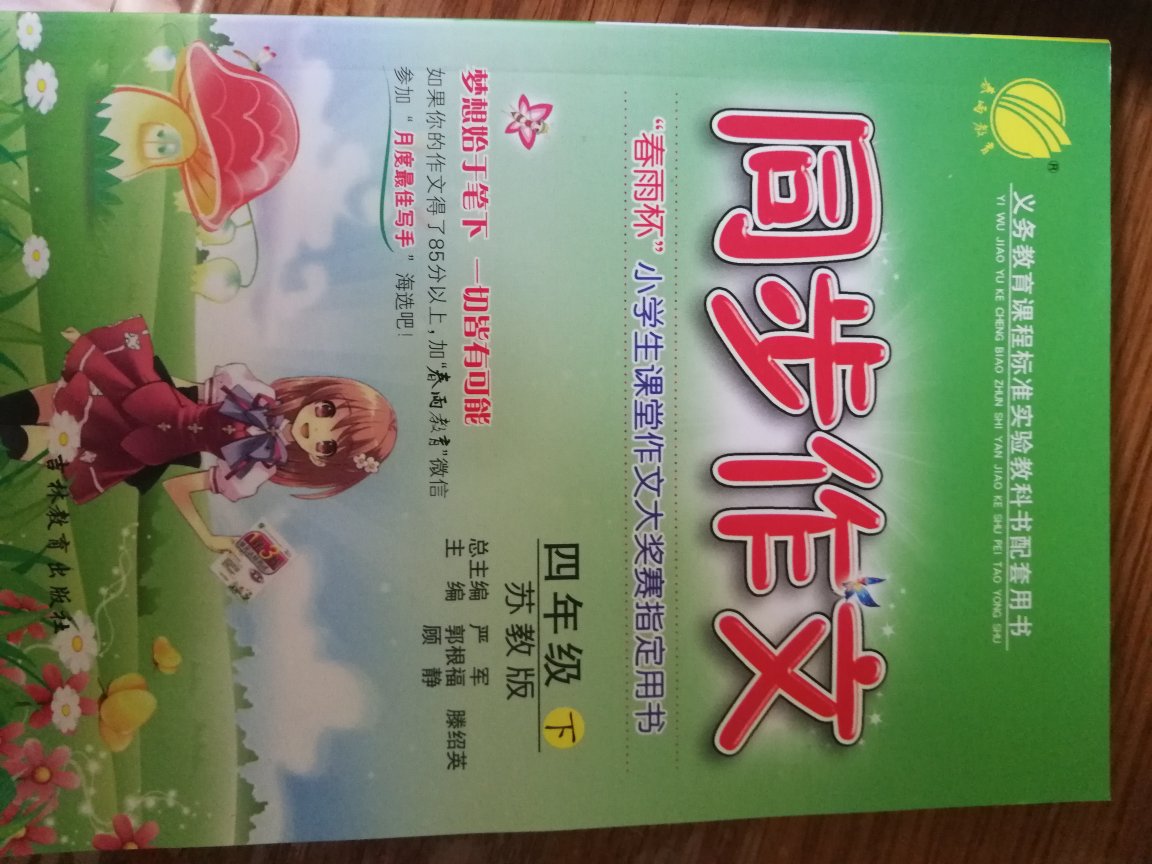 春雨教育
®
义务教育课程标准实验教科书配套用书
YI WU JIAO YU KE CHENG BIAO ZHUN SHI YAN JIAO KE SHU PEI TAO YONG SHU
同步作文
“春雨杯”小学生课堂作文大奖赛指定用书
四年级 下
苏教版
总主编 严军
主编 郭根福 滕绍英
顾静
梦想始于笔下 一切皆有可能
如果你的作文得了85分以上,加“春雨教育”微信
参加“月度最佳写手”海选吧!
吉林教育出版社